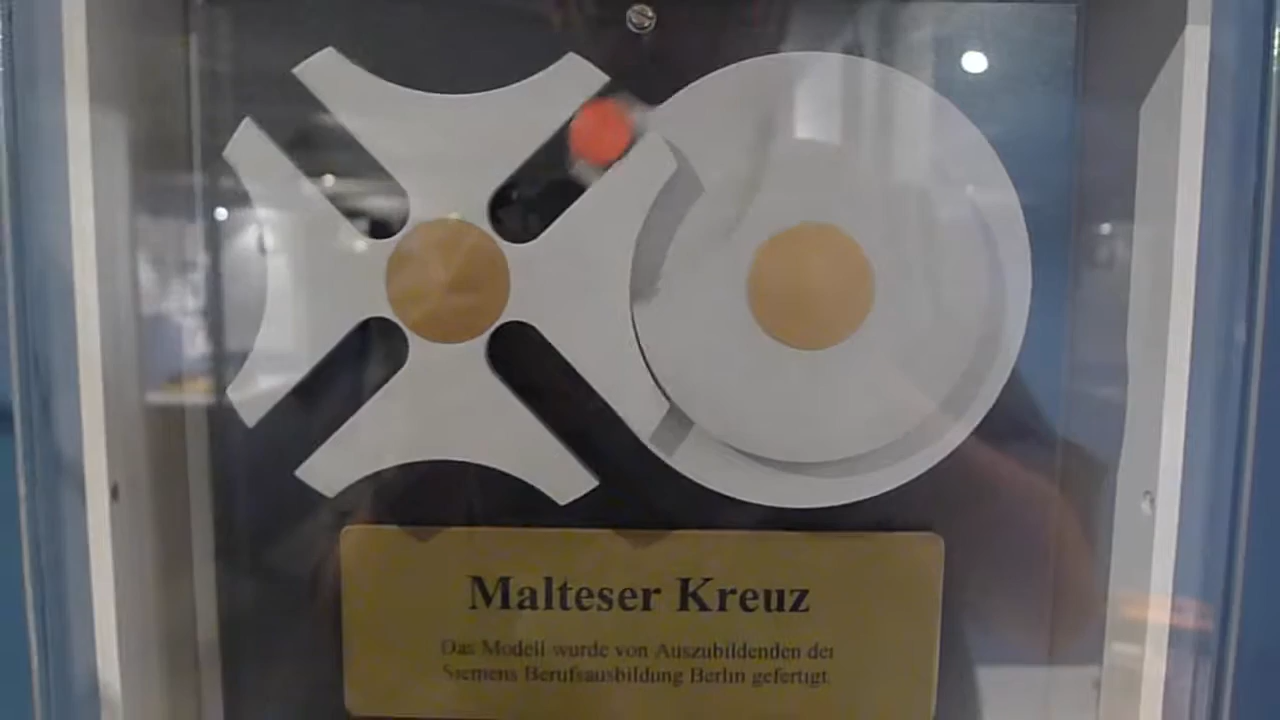 Malteser Kreuz
Das Modell wurde von Auszubildenden der
Siemens Berufsausbildung Berlin gefertigt.